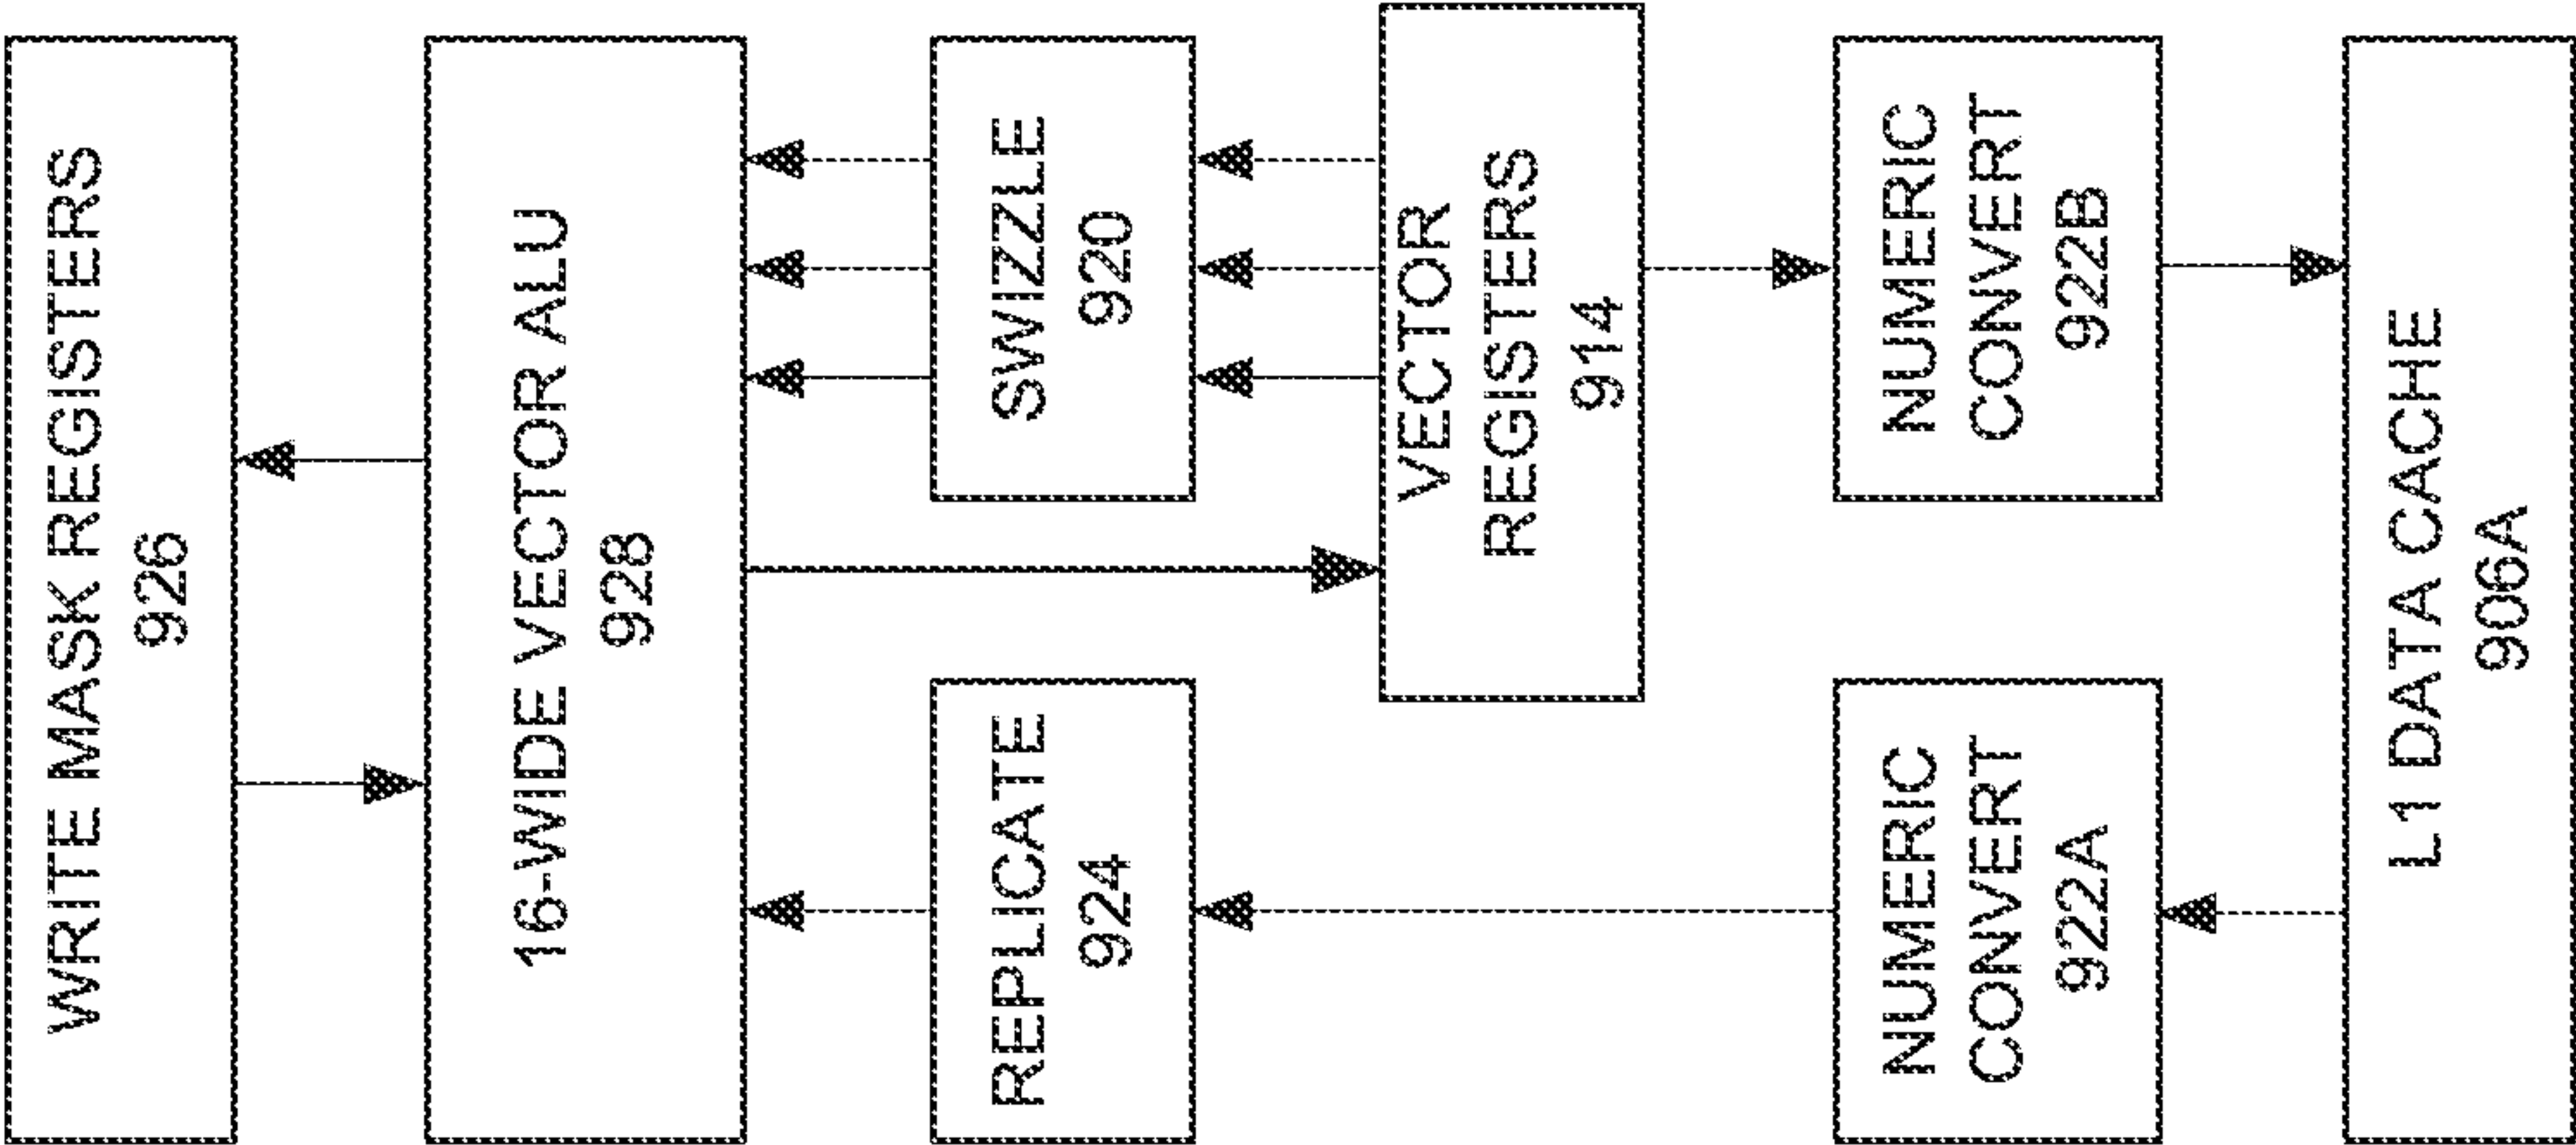 WRITE MASK REGISTERS
926
16-WIDE VECTOR ALU
928
REPLICATE
924
SWIZZLE
920
VECTOR
REGISTERS
914
NUMERIC
CONVERT
922A
NUMERIC
CONVERT
922B
L1 DATA CACHE
906A